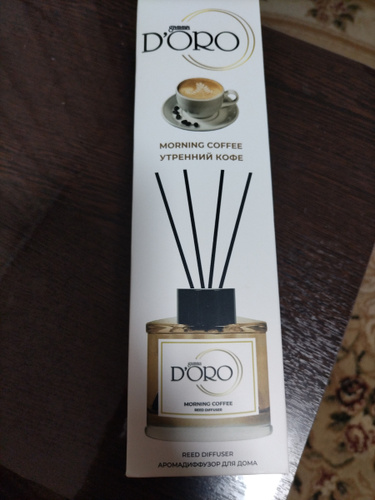 D'ORO
MORNING COFFEE
УТРЕННИЙ КОФЕ
D'ORO
MORNING COFFEE
REED DIFFUSER
REED DIFFUSER
АРОМАДИФФУЗОР ДЛЯ ДОМА